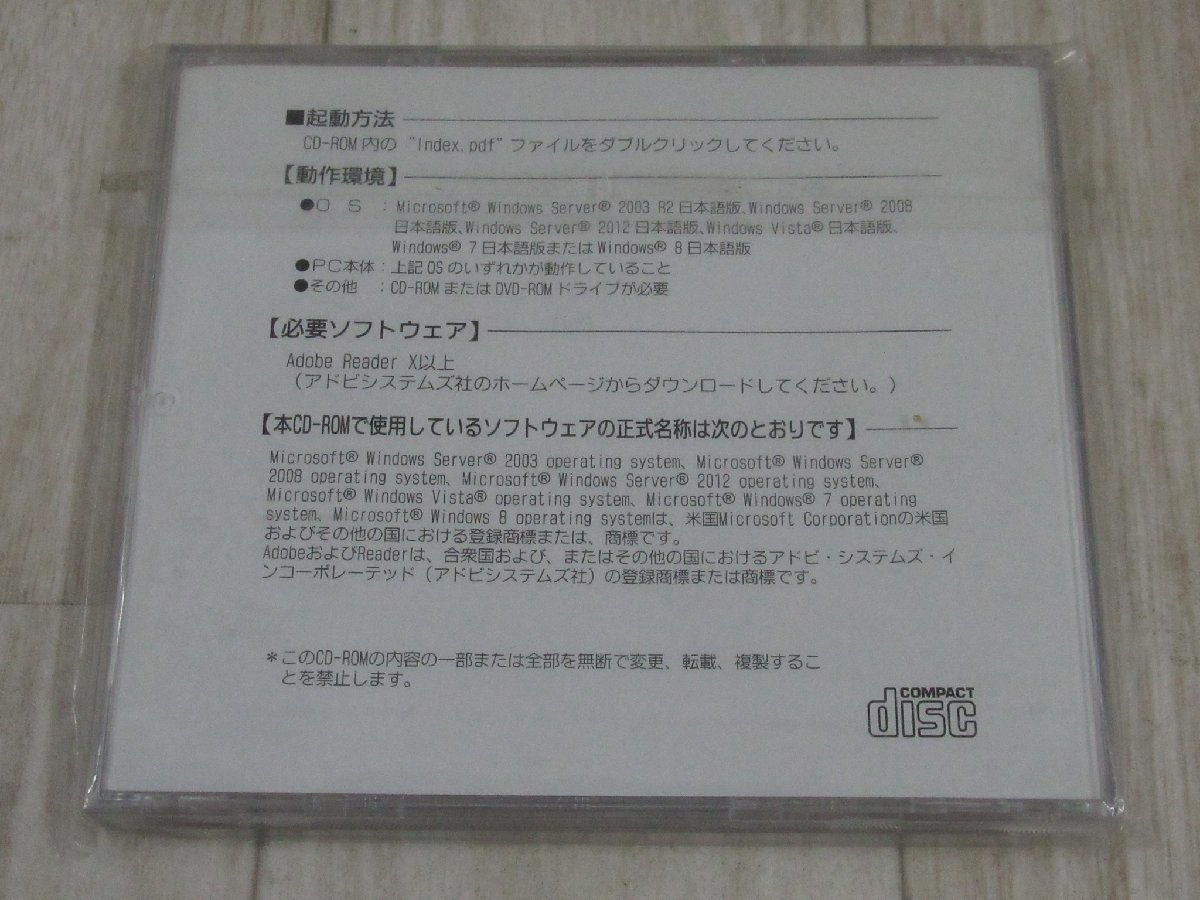 ■起動方法
CD-ROM内の “Index.pdf” ファイルをダブルクリックしてください。
【動作環境】
●OS：Microsoft® Windows Server® 2003 R2 日本語版、Windows Server® 2008
日本語版、Windows Server® 2012 日本語版、Windows Vista® 日本語版、
Windows® 7 日本語版または Windows® 8 日本語版
●PC本体：上記 OS のいずれかが動作していること
●その他：CD-ROM または DVD-ROM ドライブが必要
【必要ソフトウェア】
Adobe Reader X以上
（アドビシステムズ社のホームページからダウンロードしてください。）
【本CD-ROMで使用しているソフトウェアの正式名称は次のとおりです】
Microsoft® Windows Server® 2003 operating system、Microsoft® Windows Server®
2008 operating system、Microsoft® Windows Server® 2012 operating system、
Microsoft® Windows Vista® operating system、Microsoft® Windows® 7 operating
system、Microsoft® Windows 8 operating systemは、米国Microsoft Corporationの米国
およびその他の国における登録商標または、商標です。
AdobeおよびReaderは、合衆国および、またはその他の国におけるアドビ・システムズ・イ
ンコーポレーテッド（アドビシステムズ社）の登録商標または商標です。
＊このCD-ROMの内容の一部または全部を無断で変更、転載、複製するこ
とを禁止します。
COMPACT
disc